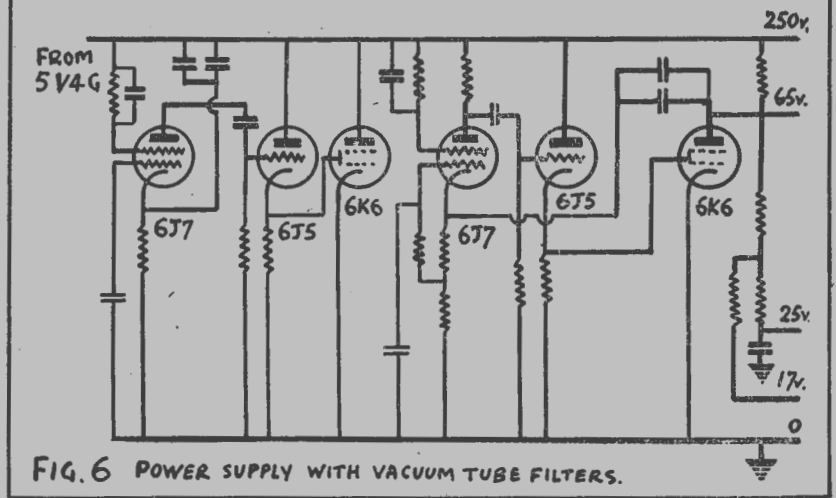 250v.
FROM
5V4G
65v.
6J7
6J5
6K6
6J7
6J5
6K6
25v.
17v.
0
FIG. 6 POWER SUPPLY WITH VACUUM TUBE FILTERS.